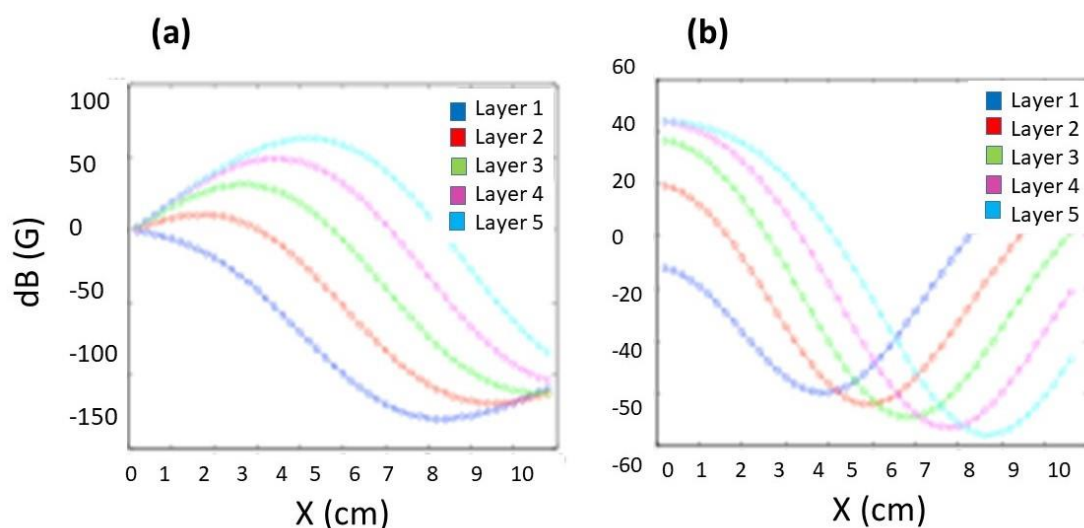 (a)
dB (G)
100
50
0
-50
-100
-150
0 1 2 3 4 5 6 7 8 9 10
X (cm)
Layer 1
Layer 2
Layer 3
Layer 4
Layer 5
(b)
60
40
20
0
-20
-40
-50
-60
0 1 2 3 4 5 6 7 8 9 10
X (cm)
Layer 1
Layer 2
Layer 3
Layer 4
Layer 5